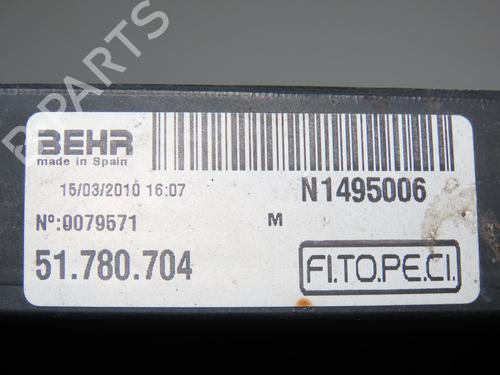 B-PARTS
BEHR
made in Spain
15/03/2010 16:07
N1495006
Nº:0079571
M
51.780.704
FI.TO.PE.CI.